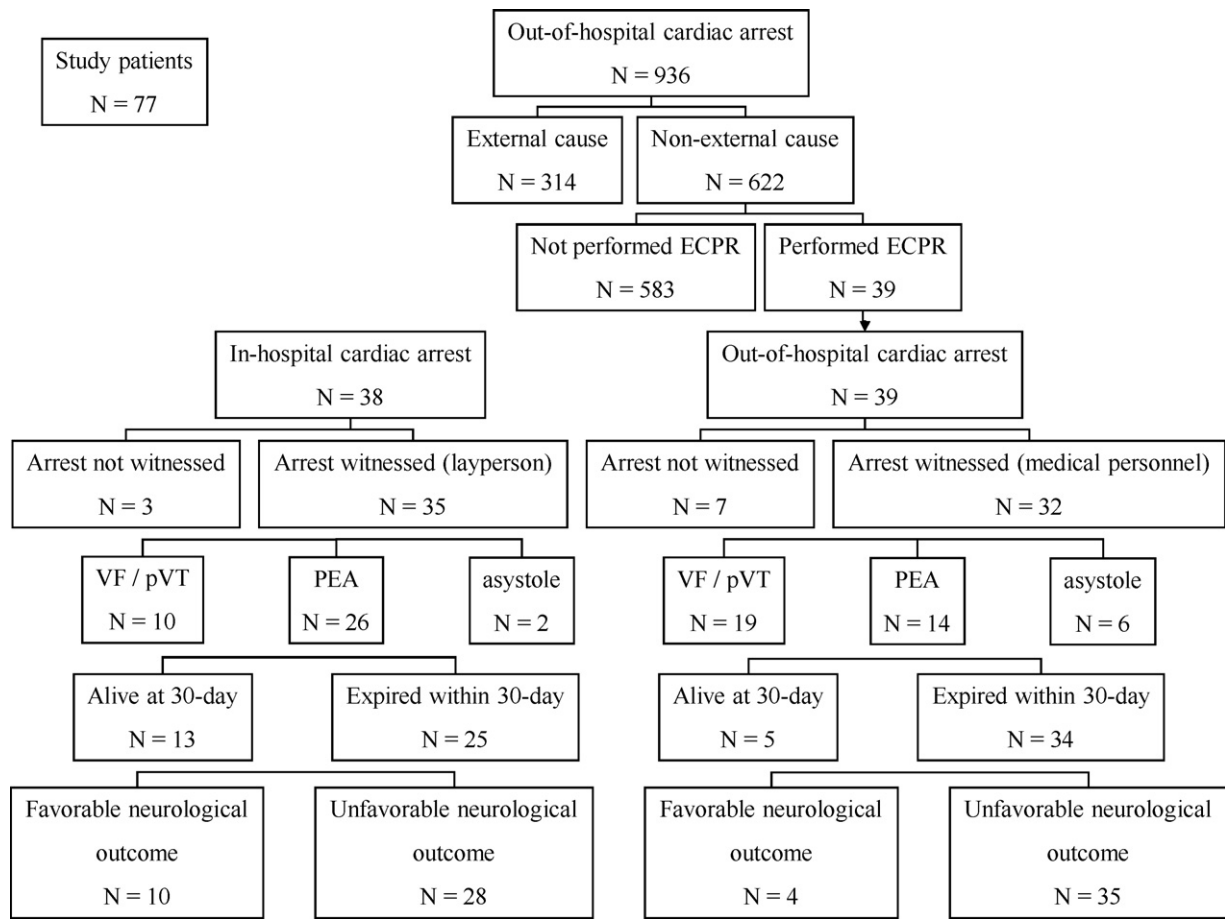 Study patients
N = 77
Out-of-hospital cardiac arrest
N = 936
External cause
N = 314
Non-external cause
N = 622
Not performed ECPR
N = 583
Performed ECPR
N = 39
In-hospital cardiac arrest
N = 38
Out-of-hospital cardiac arrest
N = 39
Arrest not witnessed
N = 3
Arrest witnessed (layperson)
N = 35
Arrest not witnessed
N = 7
Arrest witnessed (medical personnel)
N = 32
VF / pVT
N = 10
PEA
N = 26
asystole
N = 2
VF / pVT
N = 19
PEA
N = 14
asystole
N = 6
Alive at 30-day
N = 13
Expired within 30-day
N = 25
Alive at 30-day
N = 5
Expired within 30-day
N = 34
Favorable neurological
outcome
N = 10
Unfavorable neurological
outcome
N = 28
Favorable neurological
outcome
N = 4
Unfavorable neurological
outcome
N = 35